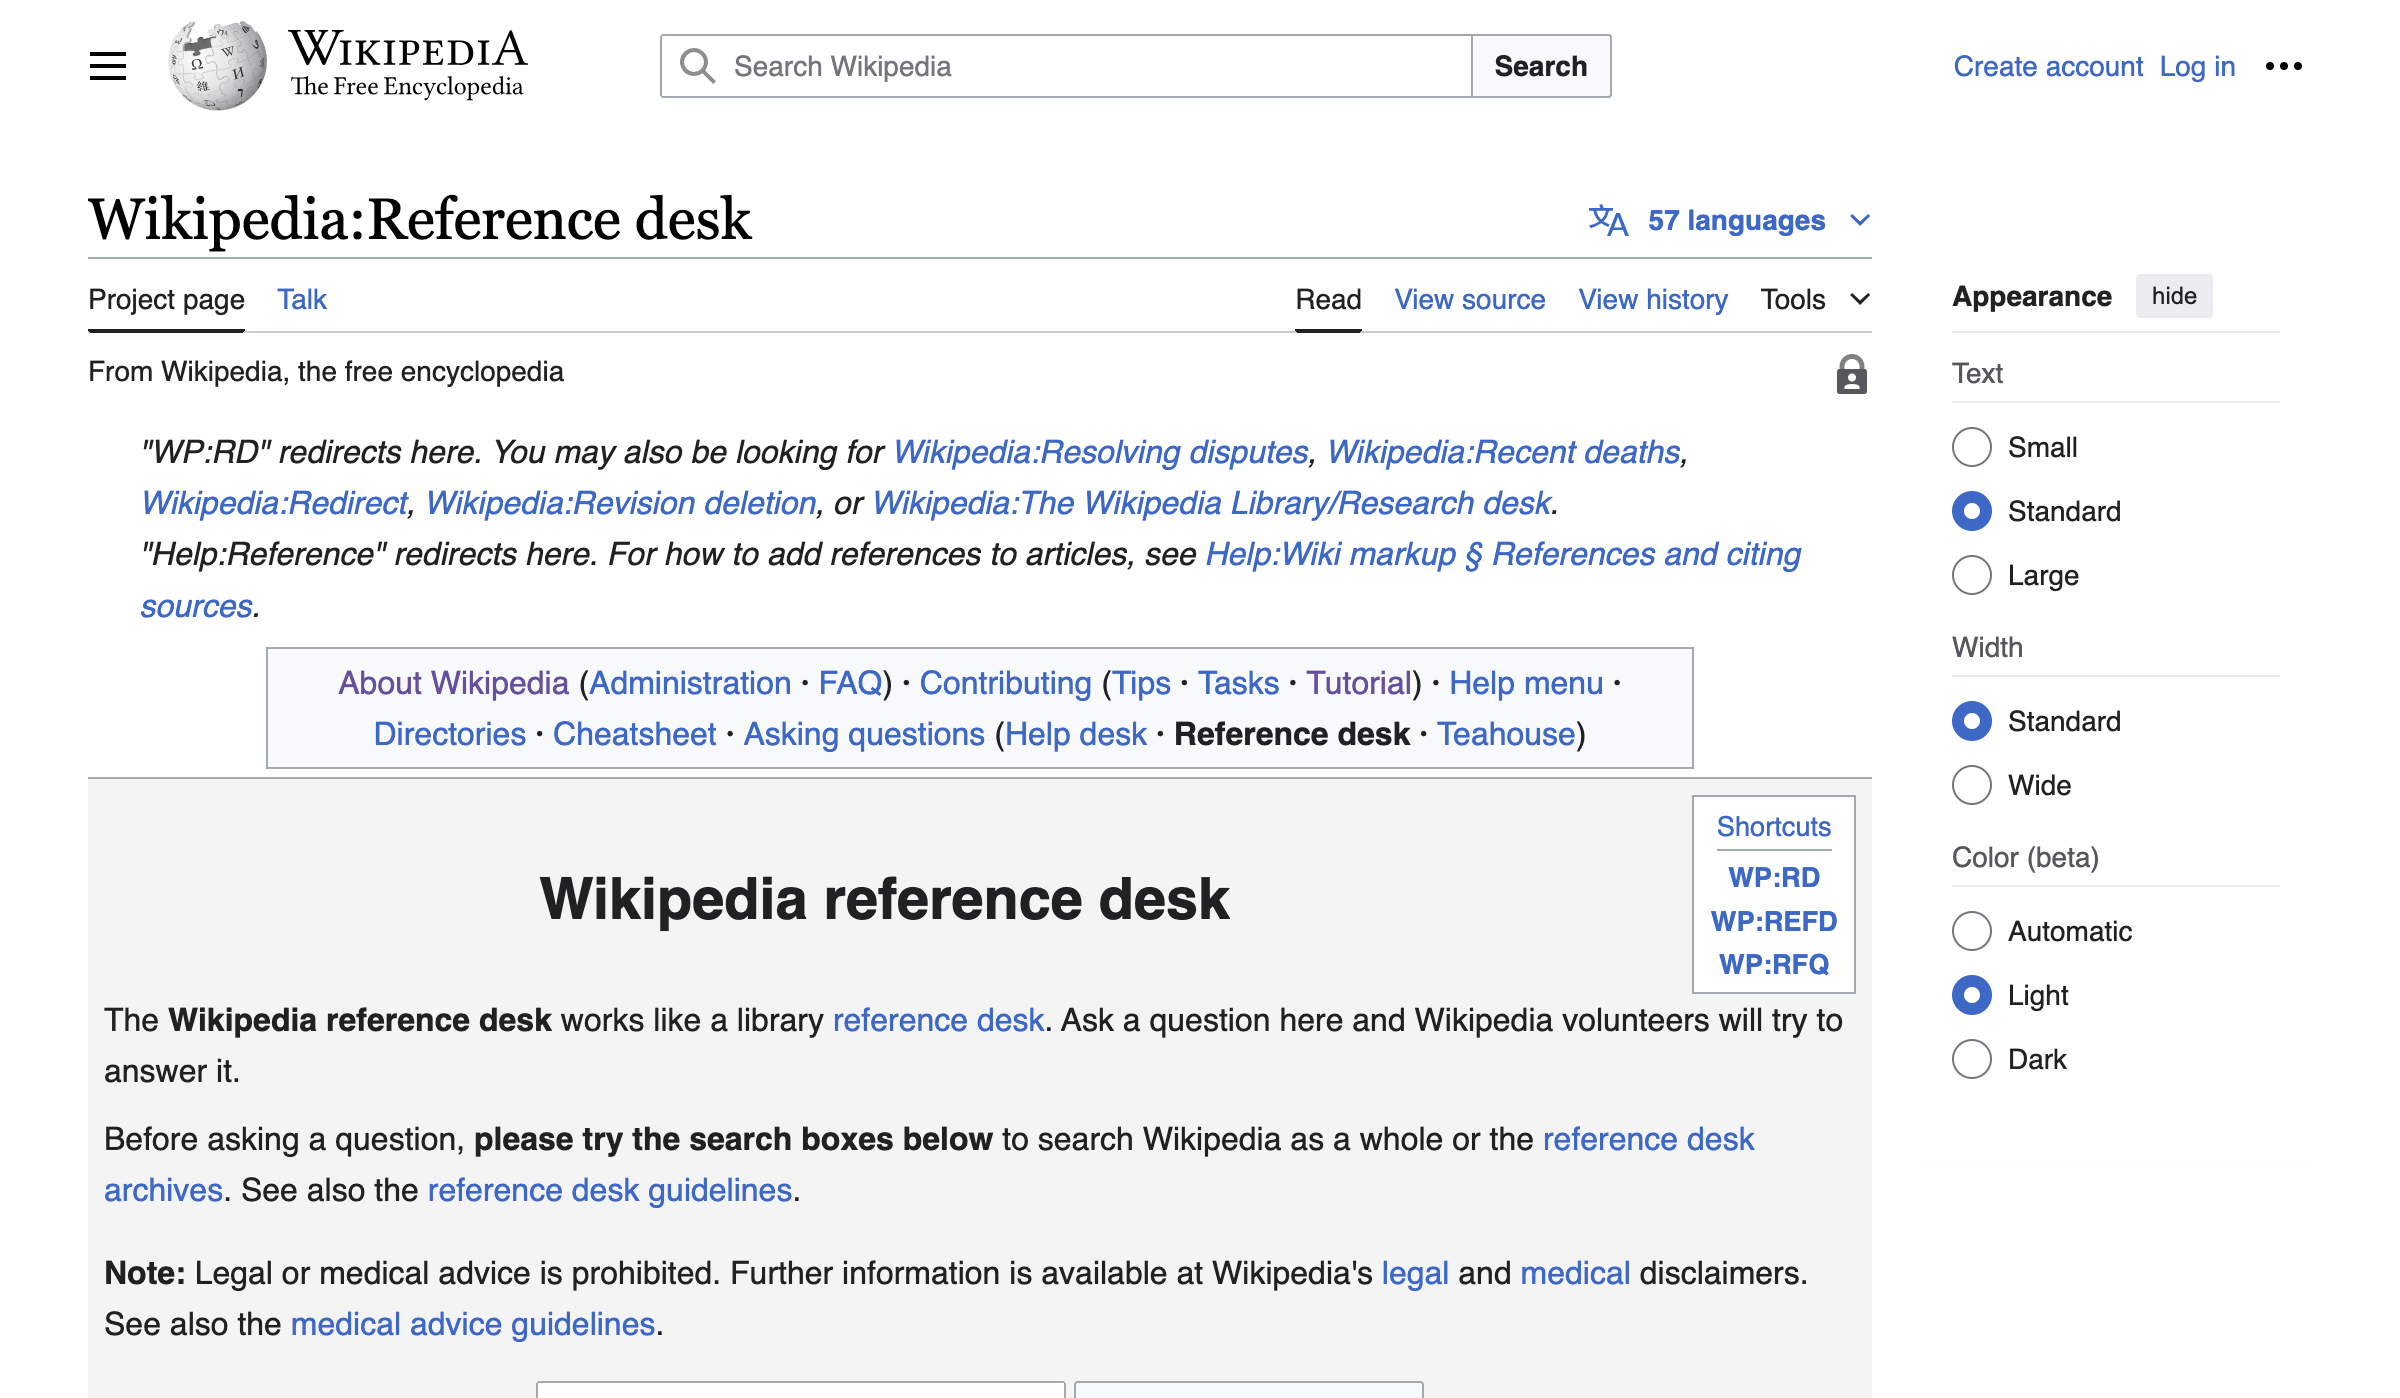 WIKIPEDIA
The Free Encyclopedia
Search Wikipedia
Search
Create account Log in
Wikipedia:Reference desk
57 languages
Project page Talk
Read View source View history Tools
From Wikipedia, the free encyclopedia
"WP:RD" redirects here. You may also be looking for Wikipedia:Resolving disputes, Wikipedia:Recent deaths,
Wikipedia:Redirect, Wikipedia:Revision deletion, or Wikipedia:The Wikipedia Library/Research desk.
"Help:Reference" redirects here. For how to add references to articles, see Help:Wiki markup § References and citing
sources.
About Wikipedia (Administration · FAQ) · Contributing (Tips · Tasks · Tutorial) · Help menu ·
Directories · Cheatsheet · Asking questions (Help desk · Reference desk · Teahouse)
Shortcuts
WP:RD
WP:REFD
WP:RFQ
Wikipedia reference desk
The Wikipedia reference desk works like a library reference desk. Ask a question here and Wikipedia volunteers will try to
answer it.
Before asking a question, please try the search boxes below to search Wikipedia as a whole or the reference desk
archives. See also the reference desk guidelines.
Note: Legal or medical advice is prohibited. Further information is available at Wikipedia's legal and medical disclaimers.
See also the medical advice guidelines.
Appearance hide
Text
Small
Standard
Large
Width
Standard
Wide
Color (beta)
Automatic
Light
Dark